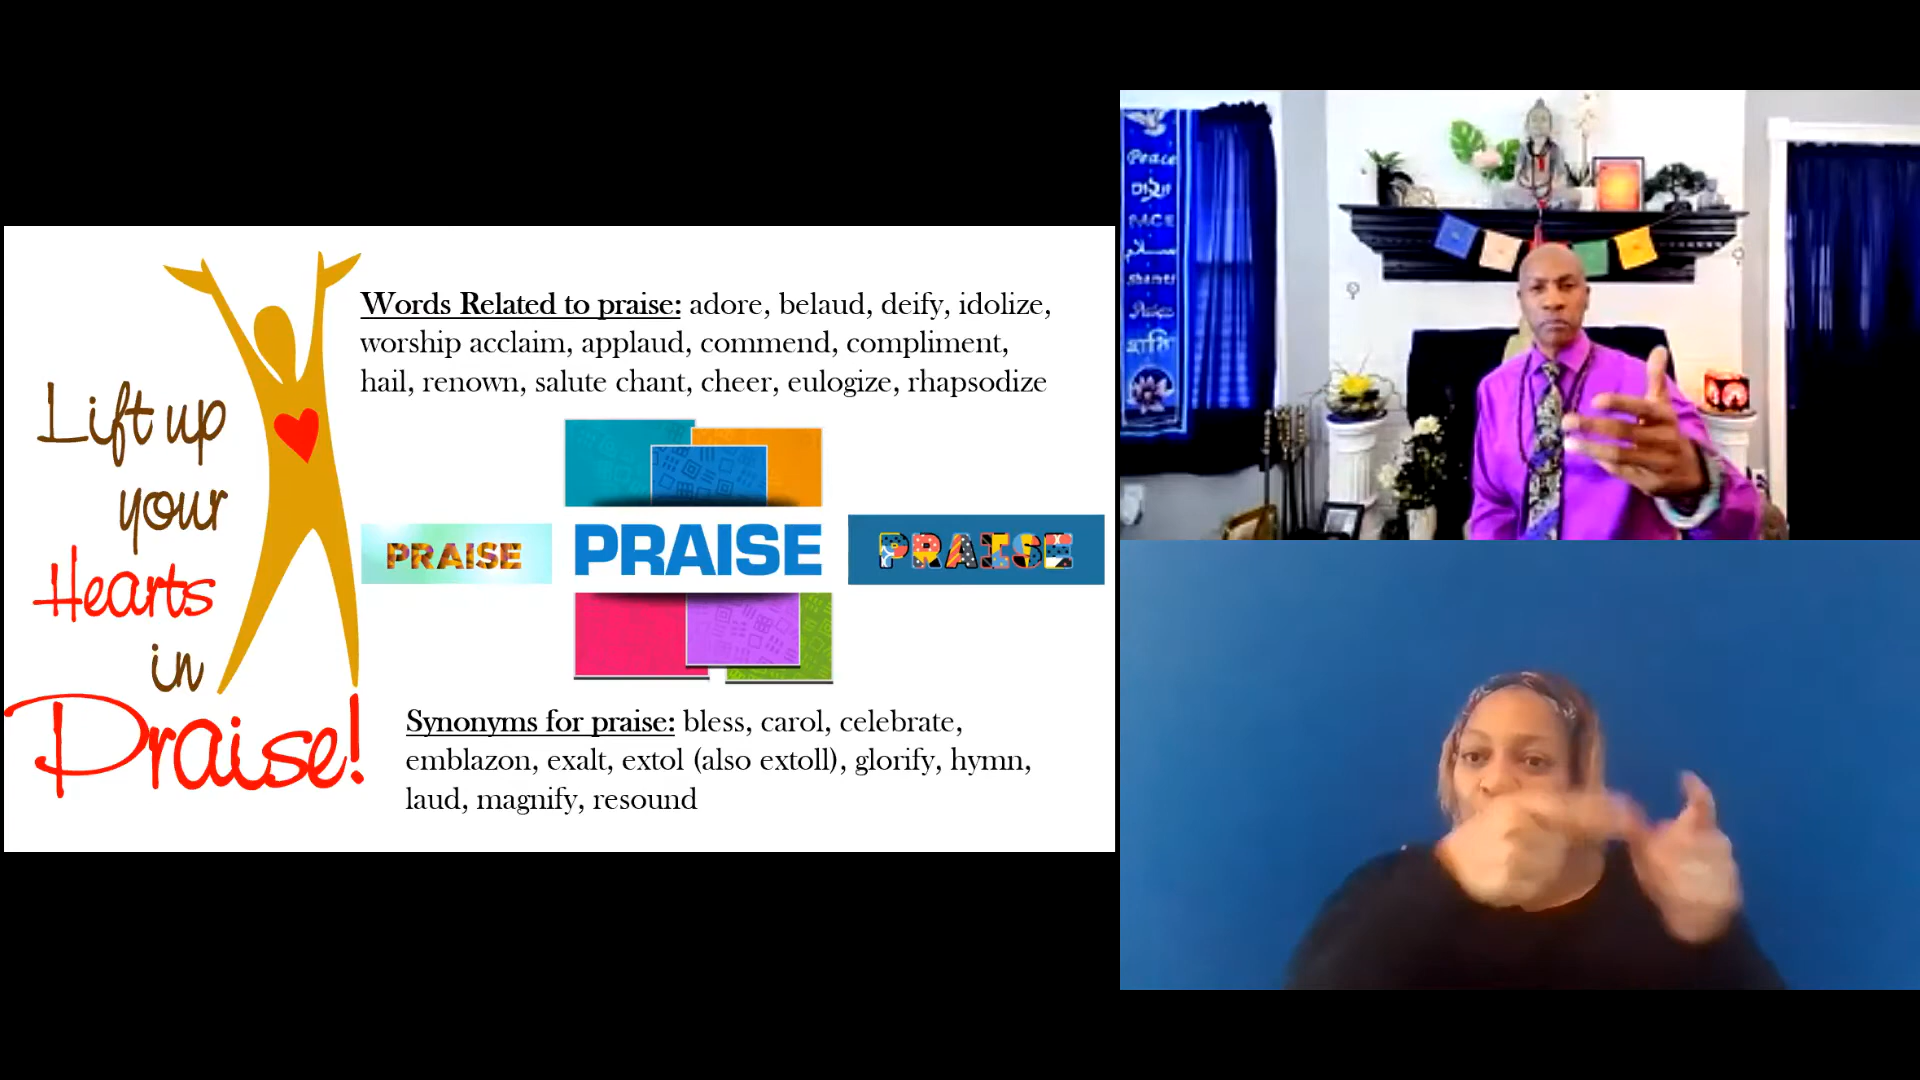 Lift up
your
Hearts
in
Praise!
Words Related to praise: adore, belaud, deify, idolize,
worship acclaim, applaud, commend, compliment,
hail, renown, salute chant, cheer, eulogize, rhapsodize
PRAISE
PRAISE
PRAISE
Synonyms for praise: bless, carol, celebrate,
emblazon, exalt, extol (also extoll), glorify, hymn,
laud, magnify, resound
Peace
PACE
Shanti